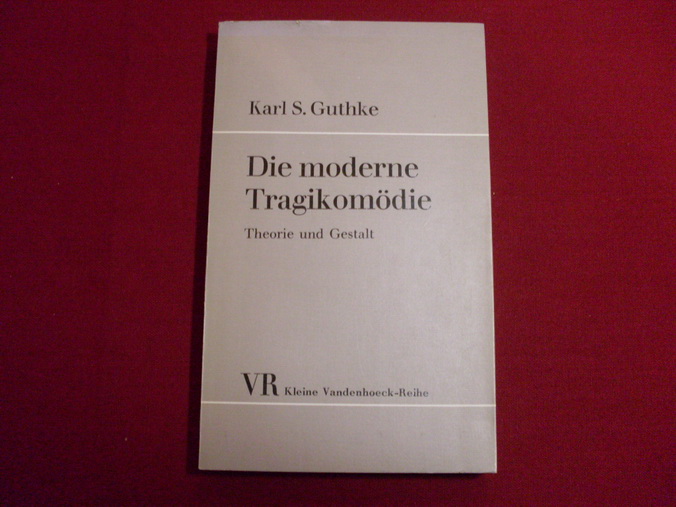 Karl S. Guthke
Die moderne
Tragikomödie
Theorie und Gestalt
VR Kleine Vandenhoeck-Reihe